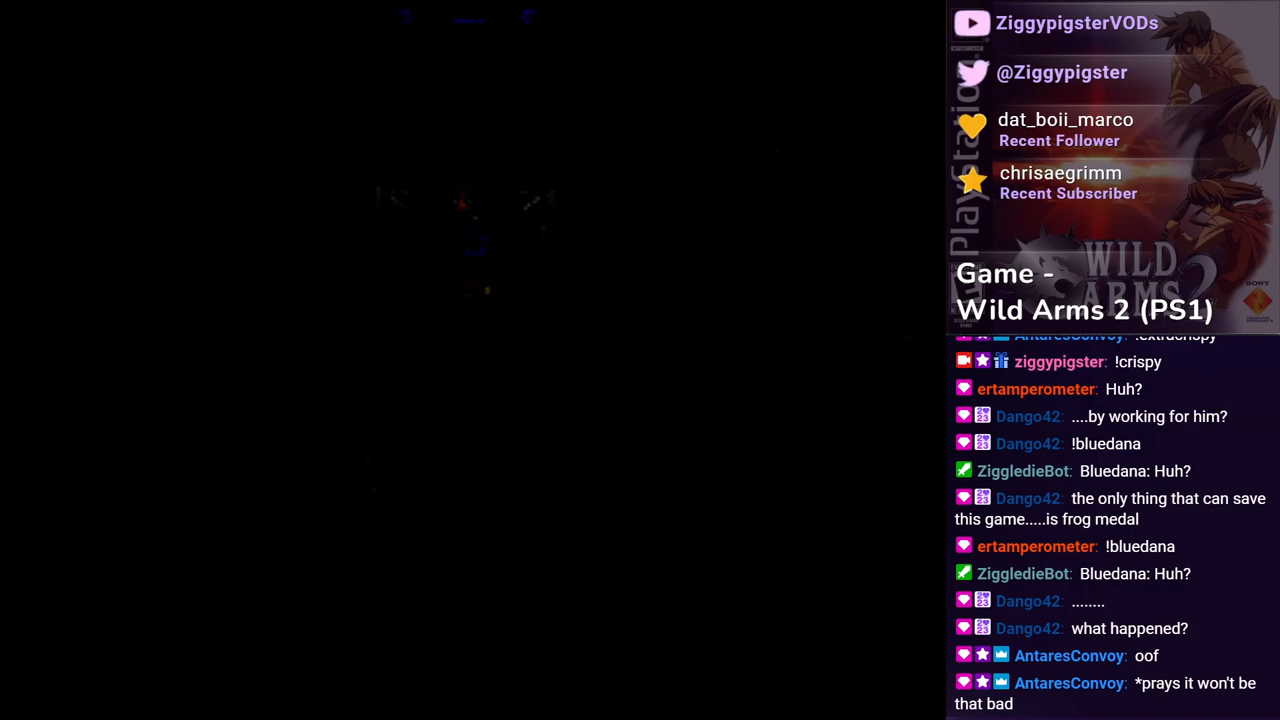 ZiggypigsterVODs
@Ziggypigster
dat_boii_marco
Recent Follower
chrisaegrimm
Recent Subscriber
PlayStation
WILD
ARMS 2
SONY
Game -
Wild Arms 2 (PS1)
AntaresConvoy: !extracrispy
ziggypigster: !crispy
ertamperometer: Huh?
Dango42: ....by working for him?
Dango42: !bluedana
ZiggledieBot: Bluedana: Huh?
Dango42: the only thing that can save
this game.....is frog medal
ertamperometer: !bluedana
ZiggledieBot: Bluedana: Huh?
Dango42: ........
Dango42: what happened?
AntaresConvoy: oof
AntaresConvoy: *prays it won't be
that bad